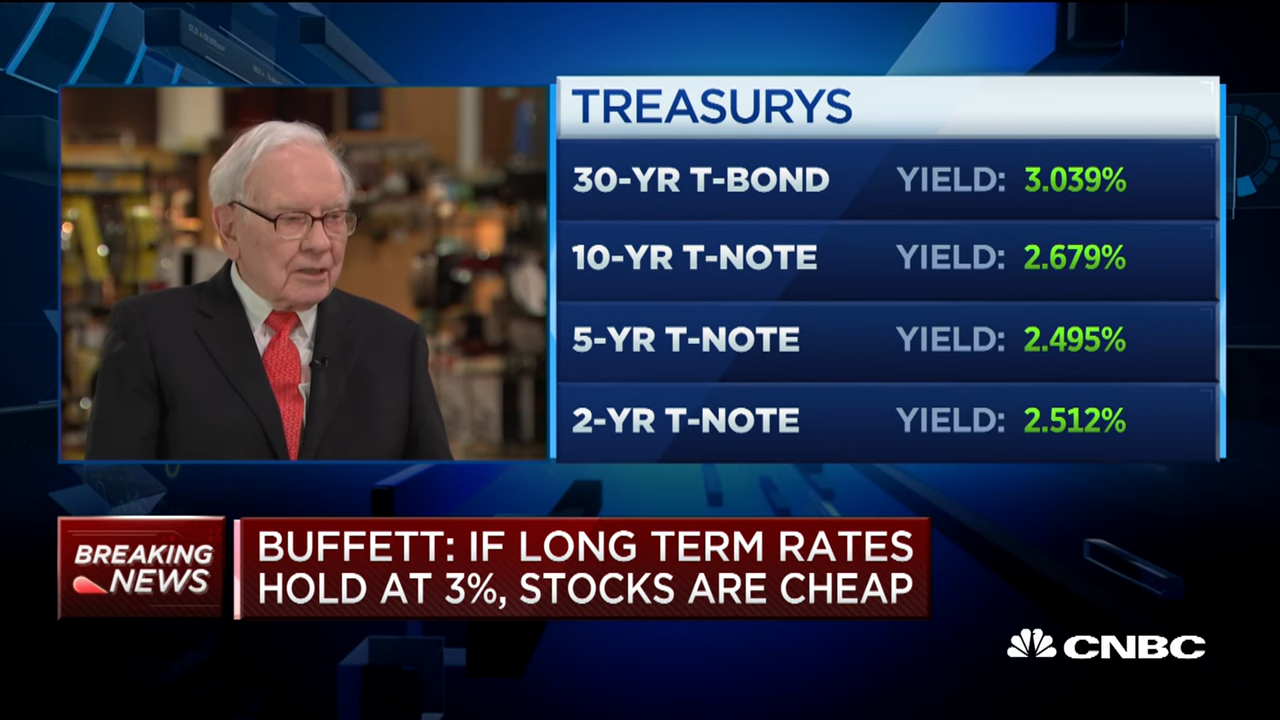 TREASURYS
30-YR T-BOND YIELD: 3.039%
10-YR T-NOTE YIELD: 2.679%
5-YR T-NOTE YIELD: 2.495%
2-YR T-NOTE YIELD: 2.512%
BREAKING
NEWS
BUFFETT: IF LONG TERM RATES
HOLD AT 3%, STOCKS ARE CHEAP
CNBC